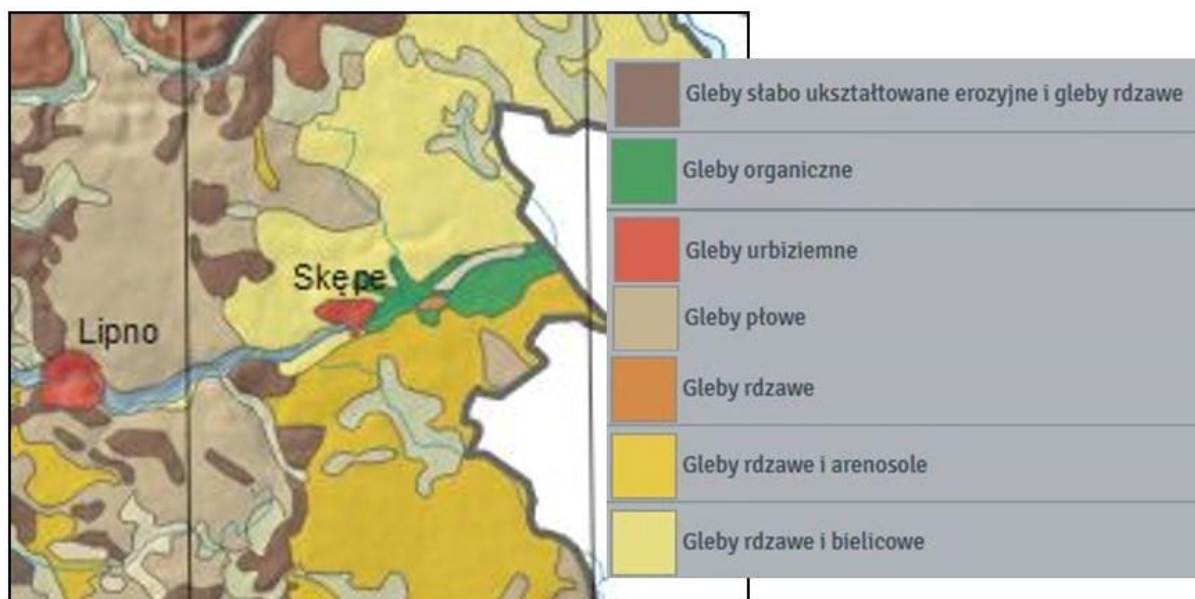 Skępe
Lipno
Gleby słabo ukształtowane erozyjne i gleby rdzawe
Gleby organiczne
Gleby urbiziemne
Gleby płowe
Gleby rdzawe
Gleby rdzawe i arenosole
Gleby rdzawe i bielicowe